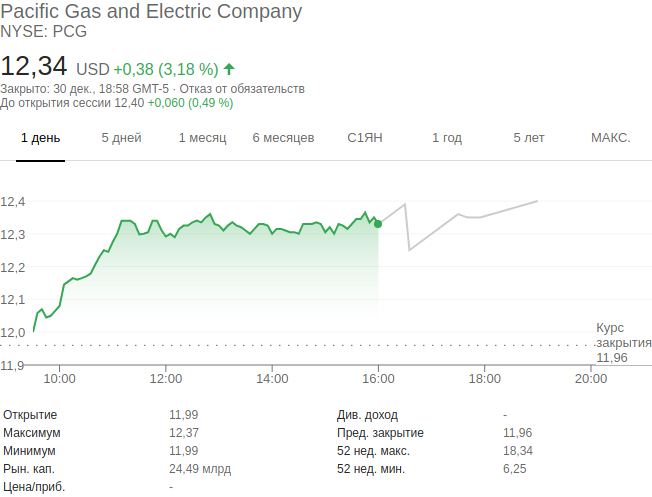 Pacific Gas and Electric Company
NYSE: PCG
12,34 USD +0,38 (3,18 %)
Закрыто: 30 дек., 18:58 GMT-5 · Отказ от обязательств
До открытия сессии 12,40 +0,060 (0,49 %)
1 день 5 дней 1 месяц 6 месяцев С1ЯН 1 год 5 лет МАКС.
12,4
12,3
12,2
12,1
12,0
11,9
Курс
закрытия
11,96
10:00 12:00 14:00 16:00 18:00 20:00
Открытие 11,99 Див. доход -
Максимум 12,37 Пред. закрытие 11,96
Минимум 11,99 52 нед. макс. 18,34
Рын. кап. 24,49 млрд 52 нед. мин. 6,25
Цена/приб. -